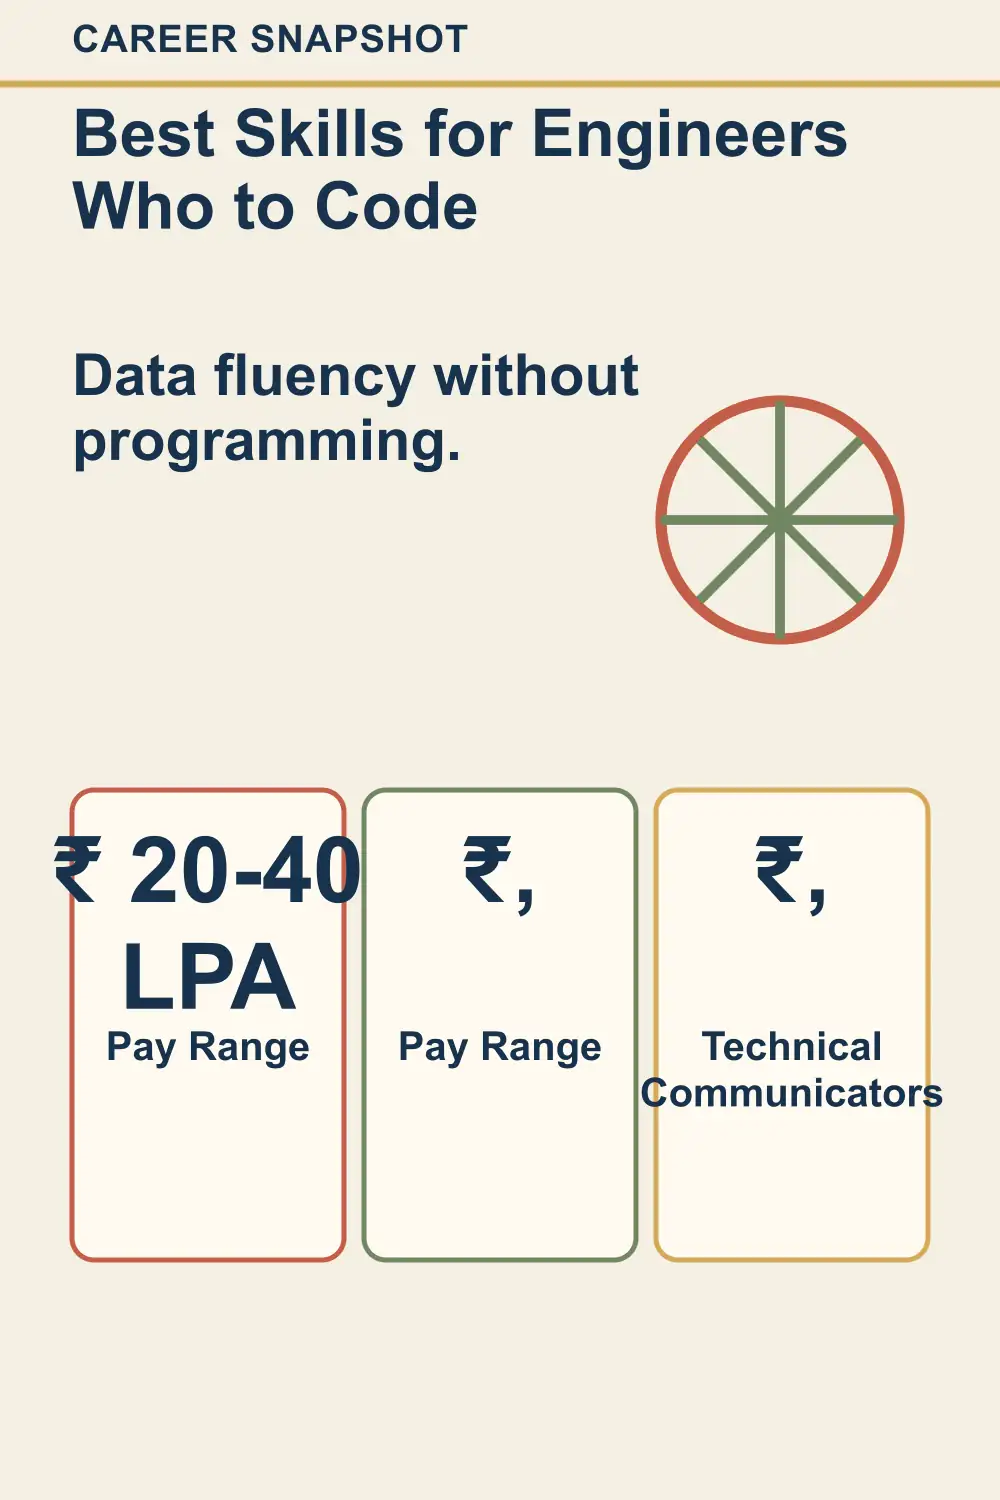 CAREER SNAPSHOT
Best Skills for Engineers
Who to Code
Data fluency without
programming.
₹ 20-40
LPA
Pay Range
₹,
Pay Range
₹,
Technical
Communicators